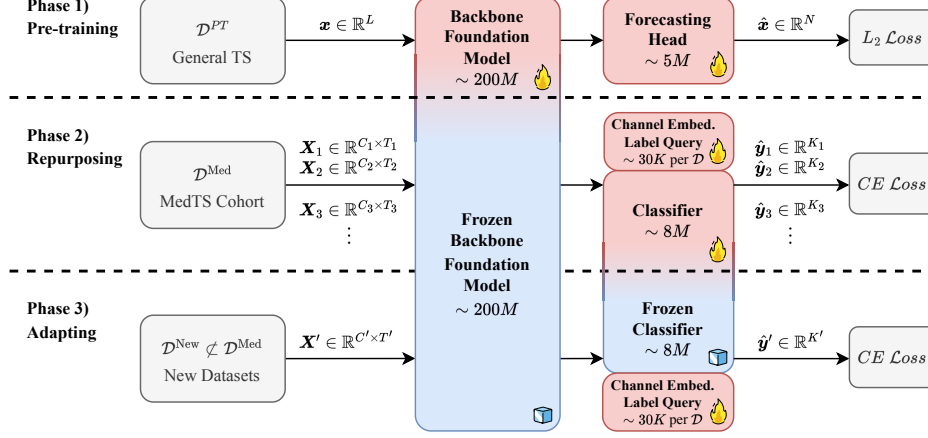 Phase 1)
Pre-training
𝒟^{PT}
General TS
𝒙 ∈ ℝ^L
Backbone
Foundation
Model
~ 200M
Forecasting
Head
~ 5M
𝒙̂ ∈ ℝ^N
L₂ Loss
Phase 2)
Repurposing
𝒟^{Med}
MedTS Cohort
𝑿₁ ∈ ℝ^{C₁×T₁}
𝑿₂ ∈ ℝ^{C₂×T₂}
𝑿₃ ∈ ℝ^{C₃×T₃}
⋮
Frozen
Backbone
Foundation
Model
~ 200M
Channel Embed.
Label Query
~ 30K per 𝒟
Classifier
~ 8M
𝒚̂₁ ∈ ℝ^{K₁}
𝒚̂₂ ∈ ℝ^{K₂}
𝒚̂₃ ∈ ℝ^{K₃}
⋮
CE Loss
Phase 3)
Adapting
𝒟^{New} ⊄ 𝒟^{Med}
New Datasets
𝑿′ ∈ ℝ^{C′×T′}
Frozen
Classifier
~ 8M
Channel Embed.
Label Query
~ 30K per 𝒟
𝒚̂′ ∈ ℝ^{K′}
CE Loss